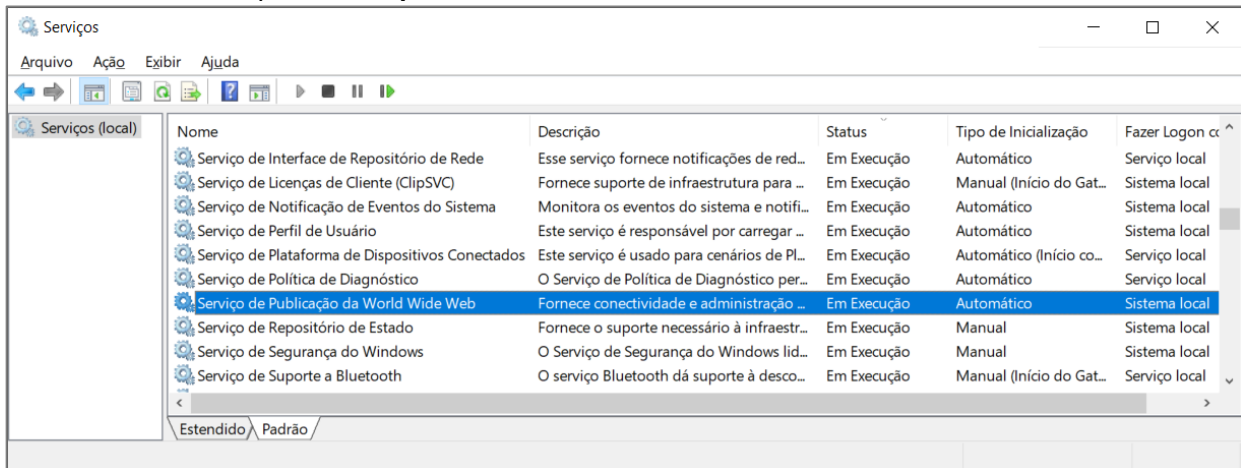 Serviços
Arquivo Ação Exibir Ajuda
Serviços (local)
Nome Descrição Status Tipo de Inicialização Fazer Logon cc
Serviço de Interface de Repositório de Rede Esse serviço fornece notificações de red... Em Execução Automático Serviço local
Serviço de Licenças de Cliente (ClipSVC) Fornece suporte de infraestrutura para ... Em Execução Manual (Início do Gat... Sistema local
Serviço de Notificação de Eventos do Sistema Monitora os eventos do sistema e notifi... Em Execução Automático Sistema local
Serviço de Perfil de Usuário Este serviço é responsável por carregar ... Em Execução Automático Sistema local
Serviço de Plataforma de Dispositivos Conectados Este serviço é usado para cenários de Pl... Em Execução Automático (Início co... Serviço local
Serviço de Política de Diagnóstico O Serviço de Política de Diagnóstico per... Em Execução Automático Serviço local
Serviço de Publicação da World Wide Web Fornece conectividade e administração ... Em Execução Automático Sistema local
Serviço de Repositório de Estado Fornece o suporte necessário à infraestr... Em Execução Manual Sistema local
Serviço de Segurança do Windows O Serviço de Segurança do Windows lid... Em Execução Manual Sistema local
Serviço de Suporte a Bluetooth O serviço Bluetooth dá suporte à desco... Em Execução Manual (Início do Gat... Serviço local
Estendido Padrão